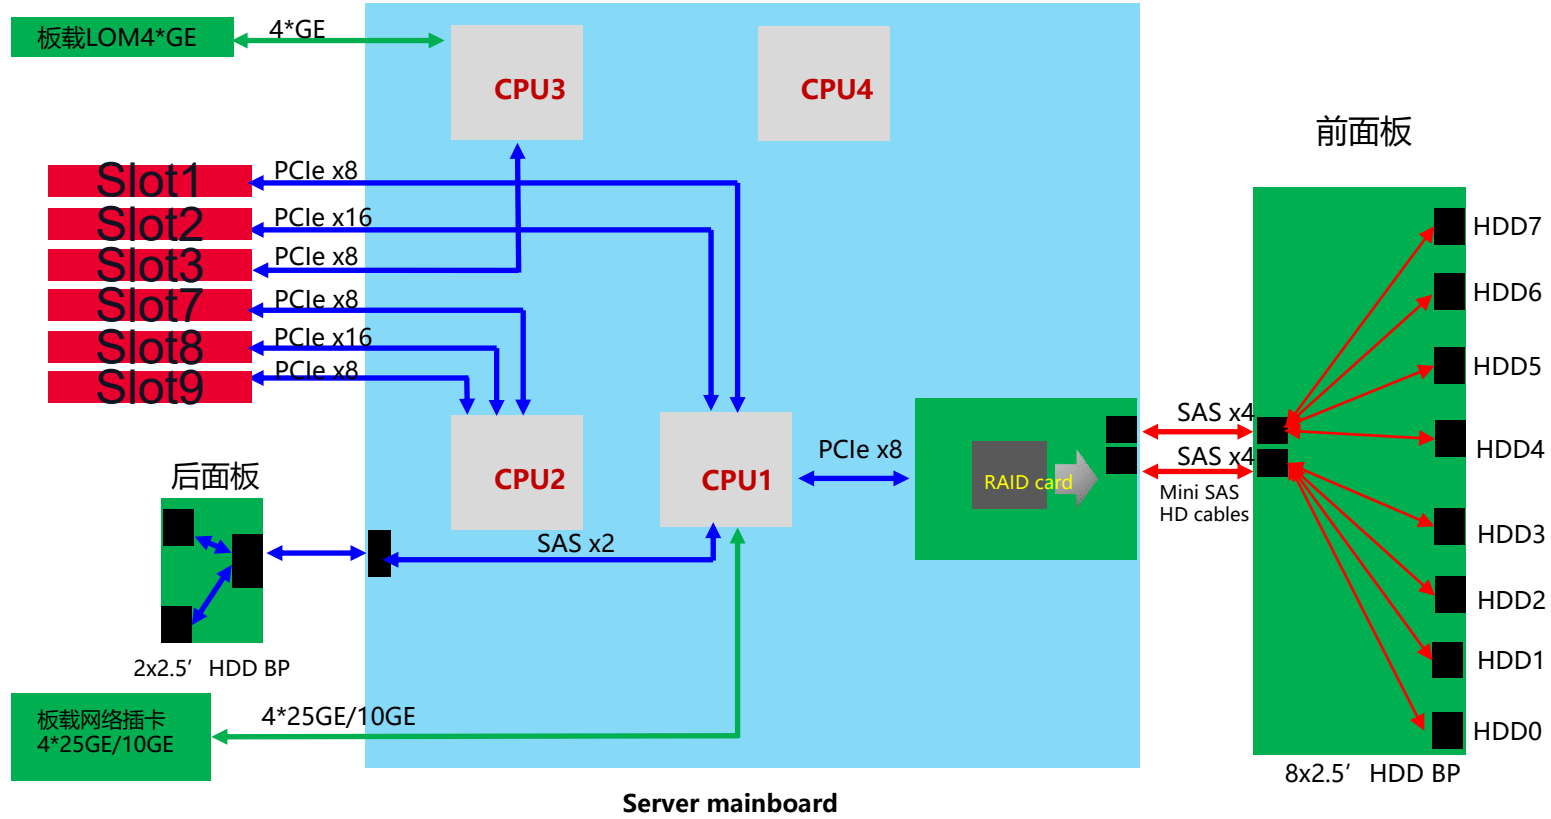 板载LOM4*GE
4*GE
CPU3
CPU4
前面板
Slot1
PCIe x8
Slot2
PCIe x16
Slot3
PCIe x8
Slot7
PCIe x8
Slot8
PCIe x16
Slot9
PCIe x8
HDD7
HDD6
HDD5
HDD4
HDD3
HDD2
HDD1
HDD0
CPU2
CPU1
PCIe x8
RAID card
SAS x4
SAS x4
Mini SAS
HD cables
后面板
SAS x2
2x2.5′ HDD BP
板载网络插卡
4*25GE/10GE
4*25GE/10GE
8x2.5′ HDD BP
Server mainboard